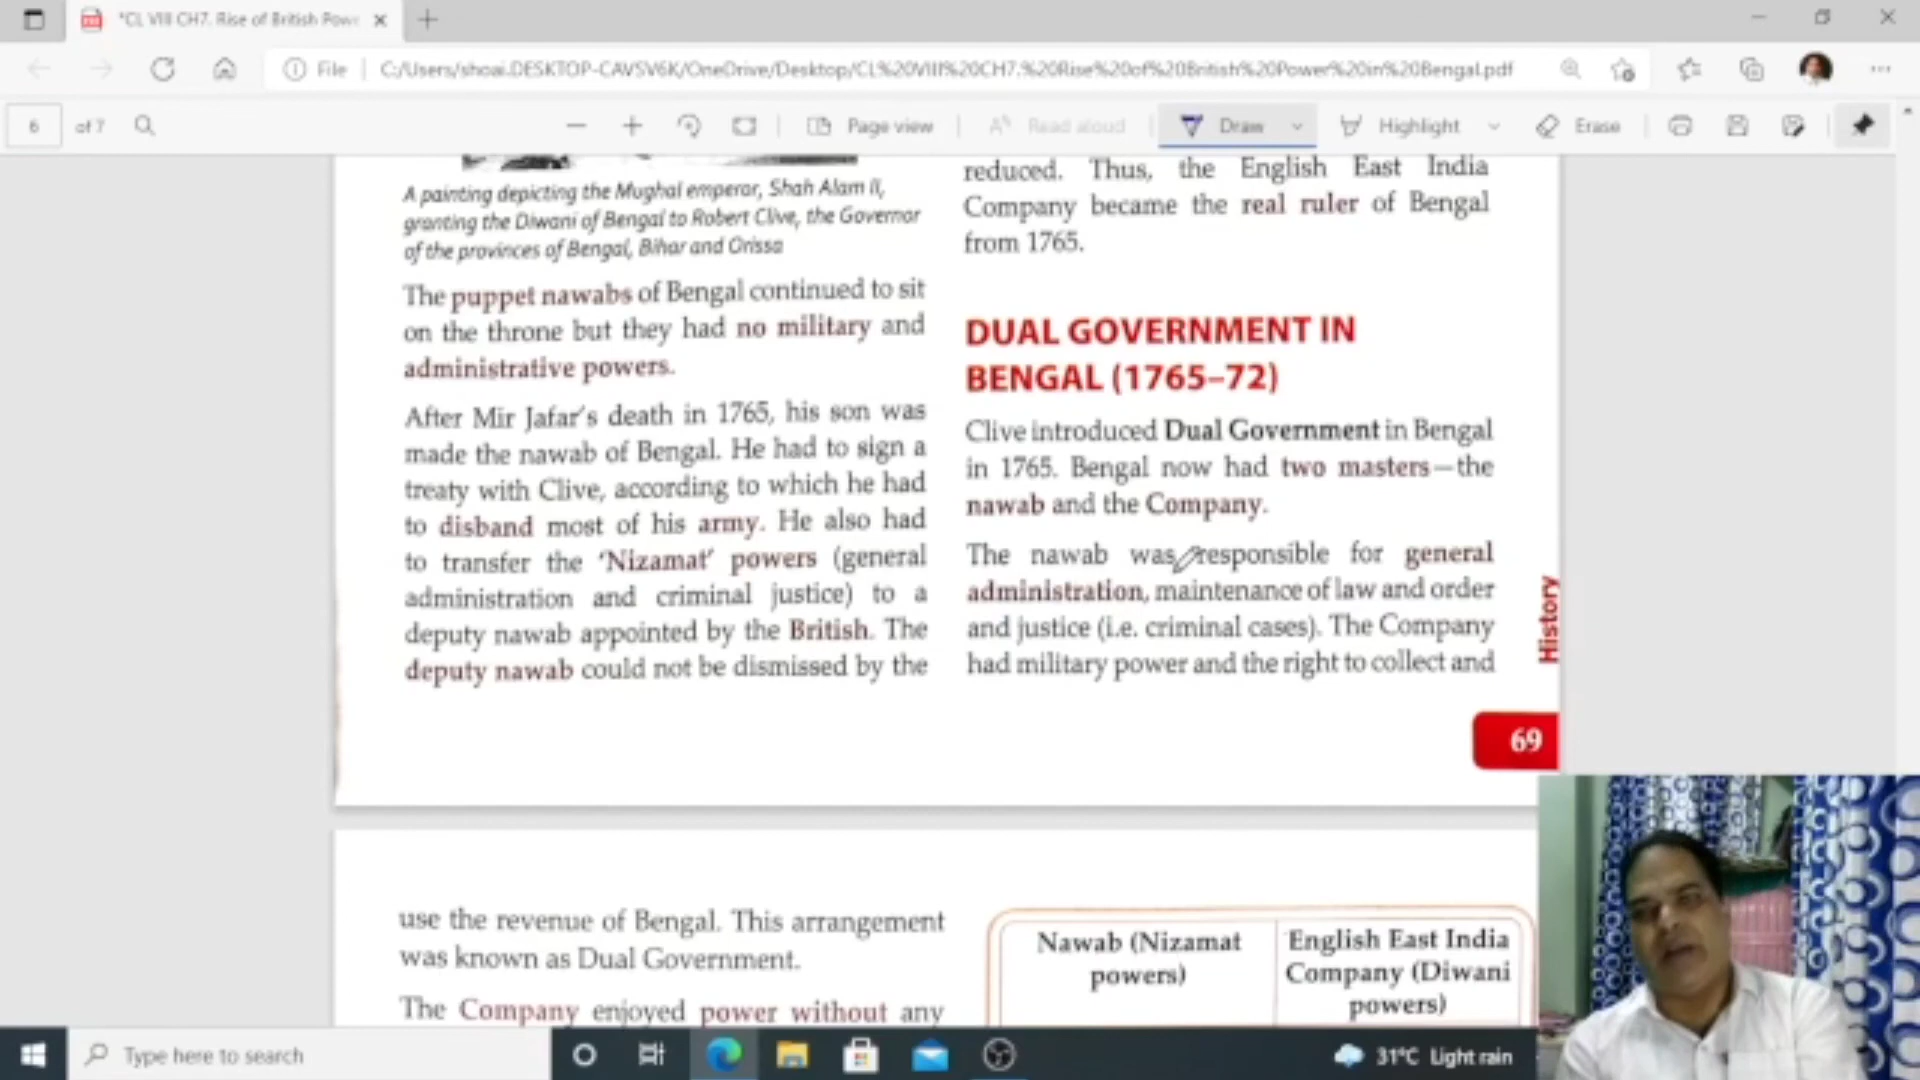 *CL VIII CH7. Rise of British Powe
File
C:/Users/shoai.DESKTOP-CAVSV6K/OneDrive/Desktop/CL%20VIII%20CH7.%20Rise%20of%20British%20Power%20in%20Bengal.pdf
6 of 7
Page view
Read aloud
Draw
Highlight
Erase
A painting depicting the Mughal emperor, Shah Alam II,
granting the Diwani of Bengal to Robert Clive, the Governor
of the provinces of Bengal, Bihar and Orissa
The puppet nawabs of Bengal continued to sit
on the throne but they had no military and
administrative powers.
After Mir Jafar's death in 1765, his son was
made the nawab of Bengal. He had to sign a
treaty with Clive, according to which he had
to disband most of his army. He also had
to transfer the 'Nizamat' powers (general
administration and criminal justice) to a
deputy nawab appointed by the British. The
deputy nawab could not be dismissed by the
reduced. Thus, the English East India
Company became the real ruler of Bengal
from 1765.
DUAL GOVERNMENT IN
BENGAL (1765–72)
Clive introduced Dual Government in Bengal
in 1765. Bengal now had two masters—the
nawab and the Company.
The nawab was responsible for general
administration, maintenance of law and order
and justice (i.e. criminal cases). The Company
had military power and the right to collect and
History
69
use the revenue of Bengal. This arrangement
was known as Dual Government.
The Company enjoyed power without any
Nawab (Nizamat
powers)
English East India
Company (Diwani
powers)
Type here to search
31°C Light rain